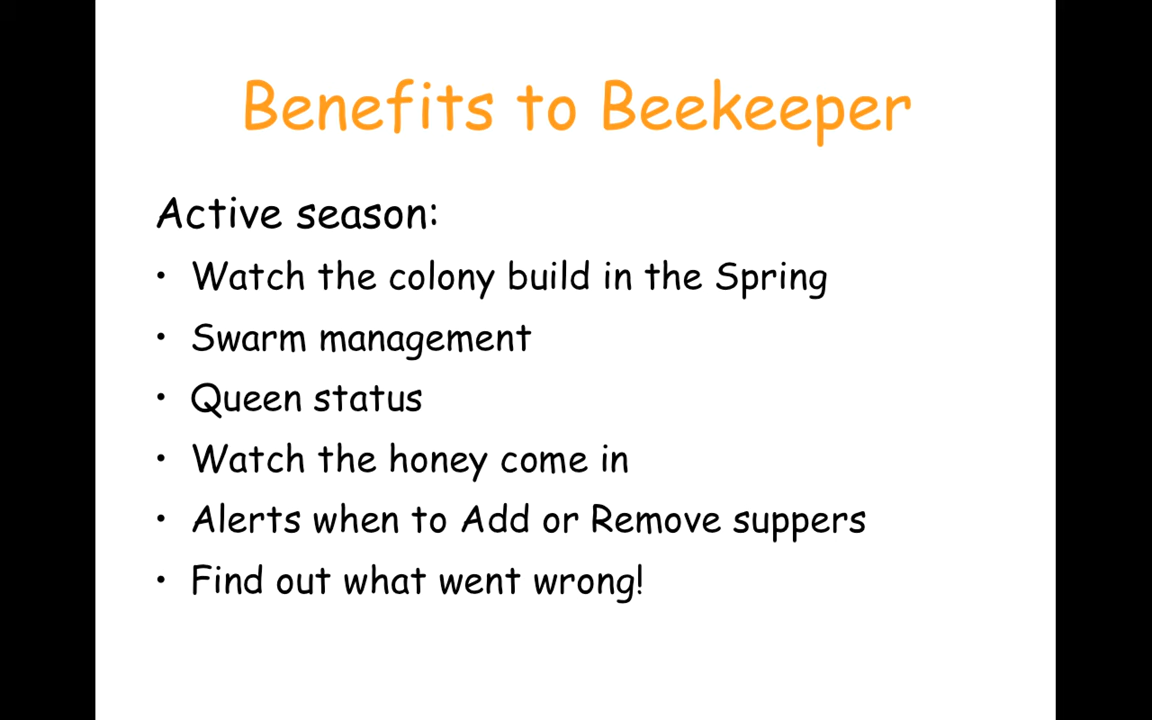 Benefits to Beekeeper
Active season:
• Watch the colony build in the Spring
• Swarm management
• Queen status
• Watch the honey come in
• Alerts when to Add or Remove suppers
• Find out what went wrong!